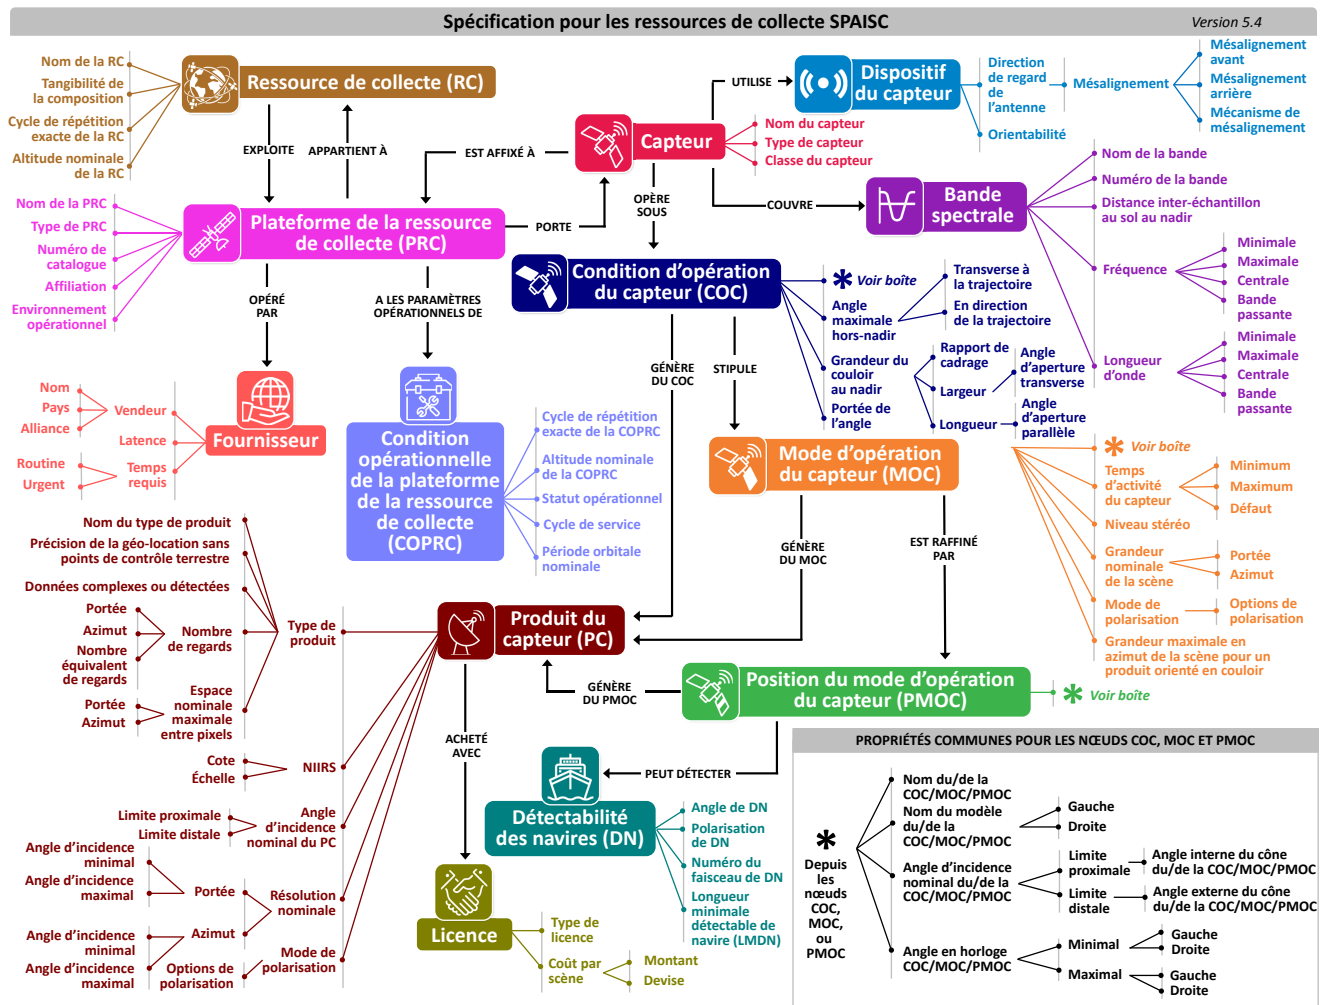 Spécification pour les ressources de collecte SPAISC
Version 5.4
Nom de la RC
Tangibilité de
la composition
Cycle de répétition
exacte de la RC
Altitude nominale
de la RC
Ressource de collecte (RC)
EXPLOITE
APPARTIENT À
EST AFFIXÉ À
UTILISE
Dispositif
du capteur
Direction
de regard
de
l'antenne
Orientabilité
Mésalignement
Mésalignement
avant
Mésalignement
arrière
Mécanisme de
mésalignement
Capteur
Nom du capteur
Type de capteur
Classe du capteur
OPÈRE
SOUS
COUVRE
PORTE
Bande
spectrale
Nom de la bande
Numéro de la bande
Distance inter-échantillon
au sol au nadir
Fréquence
Minimale
Maximale
Centrale
Bande
passante
Longueur
d'onde
Minimale
Maximale
Centrale
Bande
passante
Nom de la PRC
Type de PRC
Numéro de
catalogue
Affiliation
Environnement
opérationnel
Plateforme de la ressource
de collecte (PRC)
OPÉRÉ
PAR
A LES PARAMÈTRES
OPÉRATIONNELS DE
Condition d'opération
du capteur (COC)
Voir boîte
Angle
maximale
hors-nadir
Transverse à
la trajectoire
En direction
de la trajectoire
Grandeur du
couloir
au nadir
Rapport de
cadrage
Largeur
Angle
d'aperture
transverse
Longueur
Angle
d'aperture
parallèle
Portée de
l'angle
GÉNÈRE
DU COC
STIPULE
Nom
Pays
Alliance
Vendeur
Latence
Routine
Urgent
Temps
requis
Fournisseur
Condition
opérationnelle
de la plateforme
de la ressource
de collecte
(COPRC)
Cycle de répétition
exacte de la COPRC
Altitude nominale
de la COPRC
Statut opérationnel
Cycle de service
Période orbitale
nominale
Mode d'opération
du capteur (MOC)
Voir boîte
Temps
d'activité
du capteur
Minimum
Maximum
Défaut
Niveau stéréo
Grandeur
nominale
de la scène
Portée
Azimut
Mode de
polarisation
Options de
polarisation
Grandeur maximale en
azimut de la scène pour un
produit orienté en couloir
GÉNÈRE
DU MOC
EST RAFFINÉ
PAR
Nom du type de produit
Précision de la géo-location sans
points de contrôle terrestre
Données complexes ou détectées
Portée
Azimut
Nombre
équivalent
de regards
Nombre
de regards
Portée
Azimut
Espace
nominale
maximale
entre pixels
Type de
produit
Cote
Échelle
NIIRS
Limite proximale
Limite distale
Angle
d'incidence
nominal du PC
Angle d'incidence
minimal
Angle d'incidence
maximal
Portée
Azimut
Résolution
nominale
Angle d'incidence
minimal
Angle d'incidence
maximal
Options de
polarisation
Mode de
polarisation
Produit du
capteur (PC)
GÉNÈRE
DU PMOC
Position du mode d'opération
du capteur (PMOC)
Voir boîte
ACHETÉ
AVEC
PEUT DÉTECTER
Détectabilité
des navires (DN)
Angle de DN
Polarisation
de DN
Numéro du
faisceau de DN
Longueur
minimale
détectable de
navire (LMDN)
Licence
Type de
licence
Coût par
scène
Montant
Devise
PROPRIÉTÉS COMMUNES POUR LES NŒUDS COC, MOC ET PMOC
Depuis
les
nœuds
COC,
MOC,
ou
PMOC
Nom du/de la
COC/MOC/PMOC
Nom du modèle
du/de la
COC/MOC/PMOC
Gauche
Droite
Angle d'incidence
nominal du/de la
COC/MOC/PMOC
Limite
proximale
Angle interne du cône
du/de la COC/MOC/PMOC
Limite
distale
Angle externe du cône
du/de la COC/MOC/PMOC
Angle en horloge
COC/MOC/PMOC
Minimal
Gauche
Droite
Maximal
Gauche
Droite